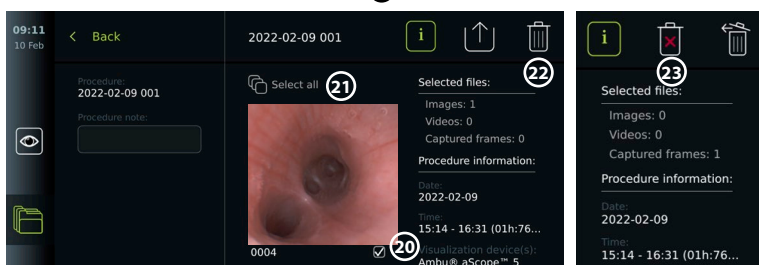 09:11
10 Feb
Back
Procedure:
2022-02-09 001
Procedure note:
2022-02-09 001
i
22
Select all
21
0004
20
Selected files:
Images: 1
Videos: 0
Captured frames: 0
Procedure information:
Date:
2022-02-09
Time:
15:14 - 16:31 (01h:76...
Visualization device(s):
Ambu® aScope™ 5
i
23
Selected files:
Images: 0
Videos: 0
Captured frames: 1
Procedure information:
Date:
2022-02-09
Time:
15:14 - 16:31 (01h:76...